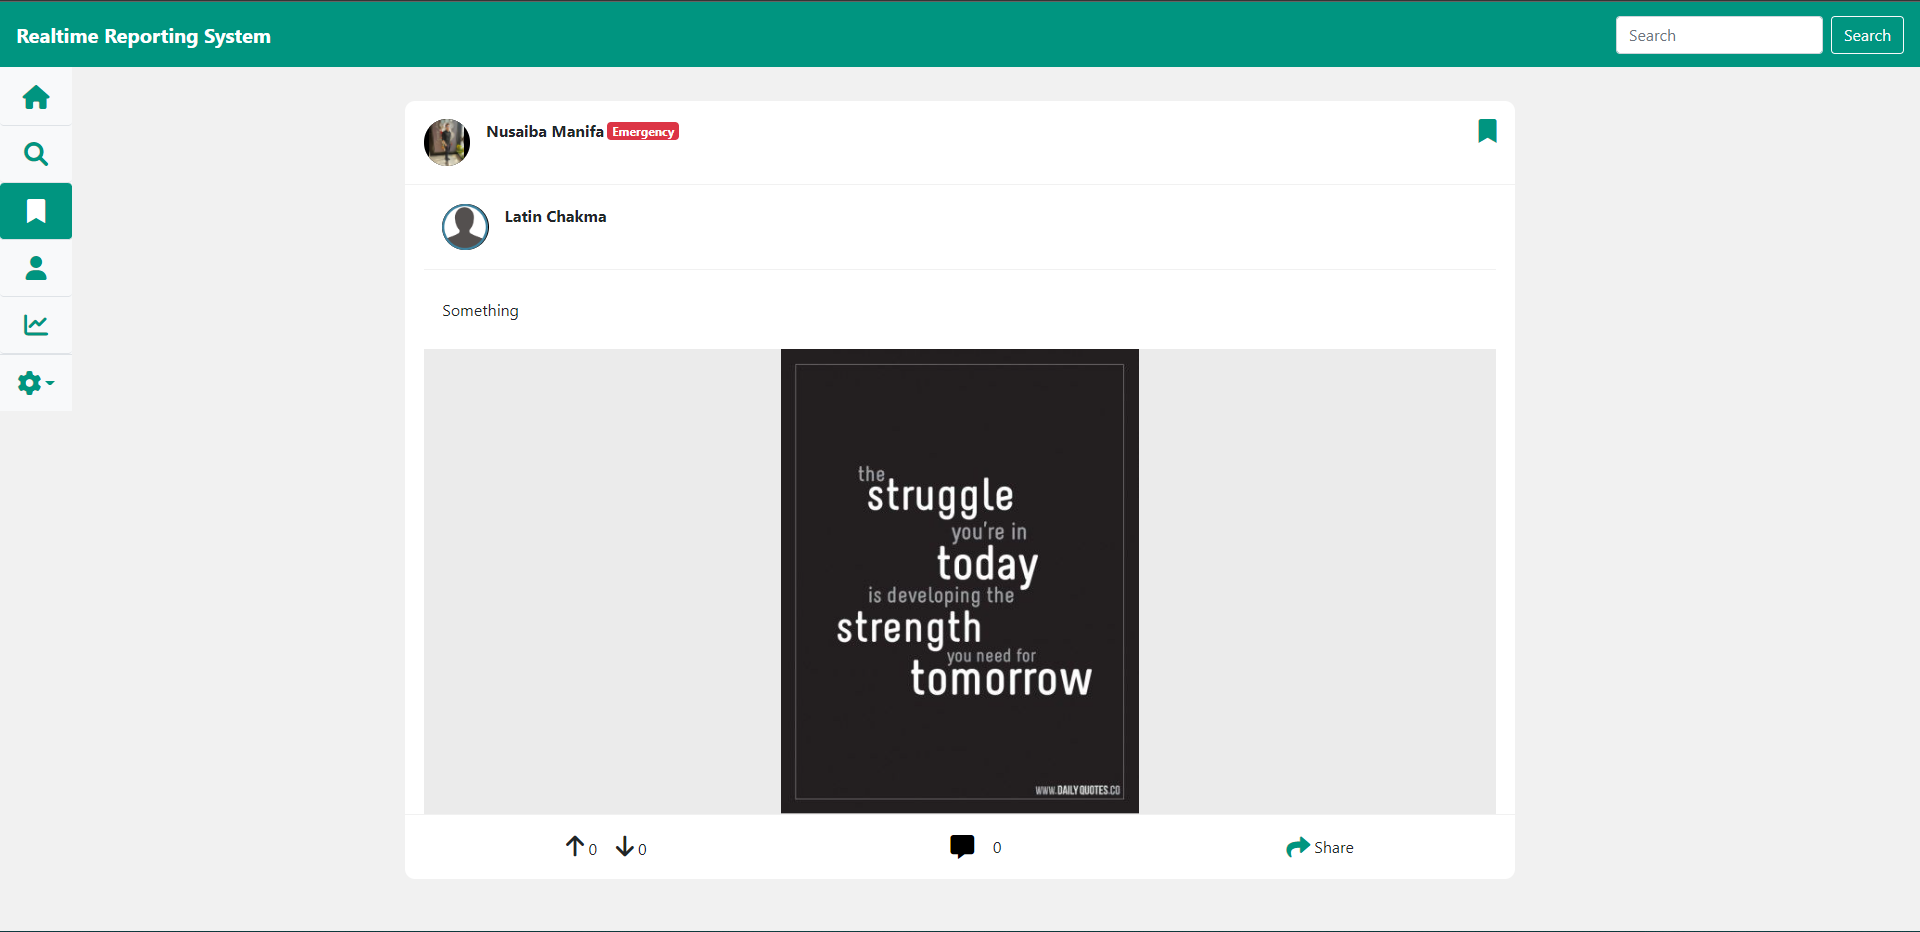 Realtime Reporting System
Search Search
Nusaiba Manifa Emergency
Latin Chakma
Something
the
struggle
you're in
today
is developing the
strength
you need for
tomorrow
WWW.DAILYQUOTES.CO
0 0 0 Share